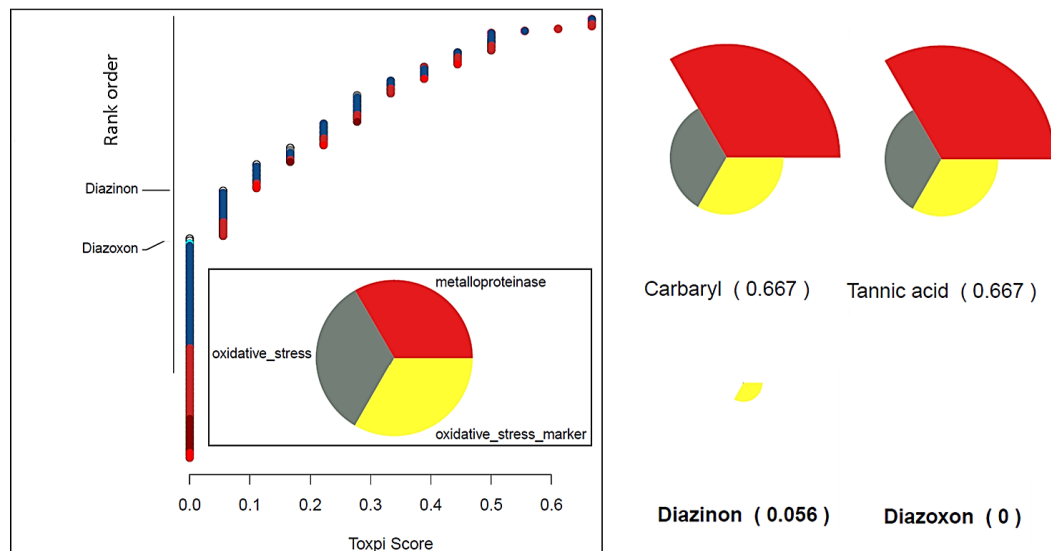 Rank order
Diazinon
Diazoxon
metalloproteinase
oxidative_stress
oxidative_stress_marker
0.0 0.1 0.2 0.3 0.4 0.5 0.6
Toxpi Score
Carbaryl ( 0.667 ) Tannic acid ( 0.667 )
Diazinon ( 0.056 ) Diazoxon ( 0 )